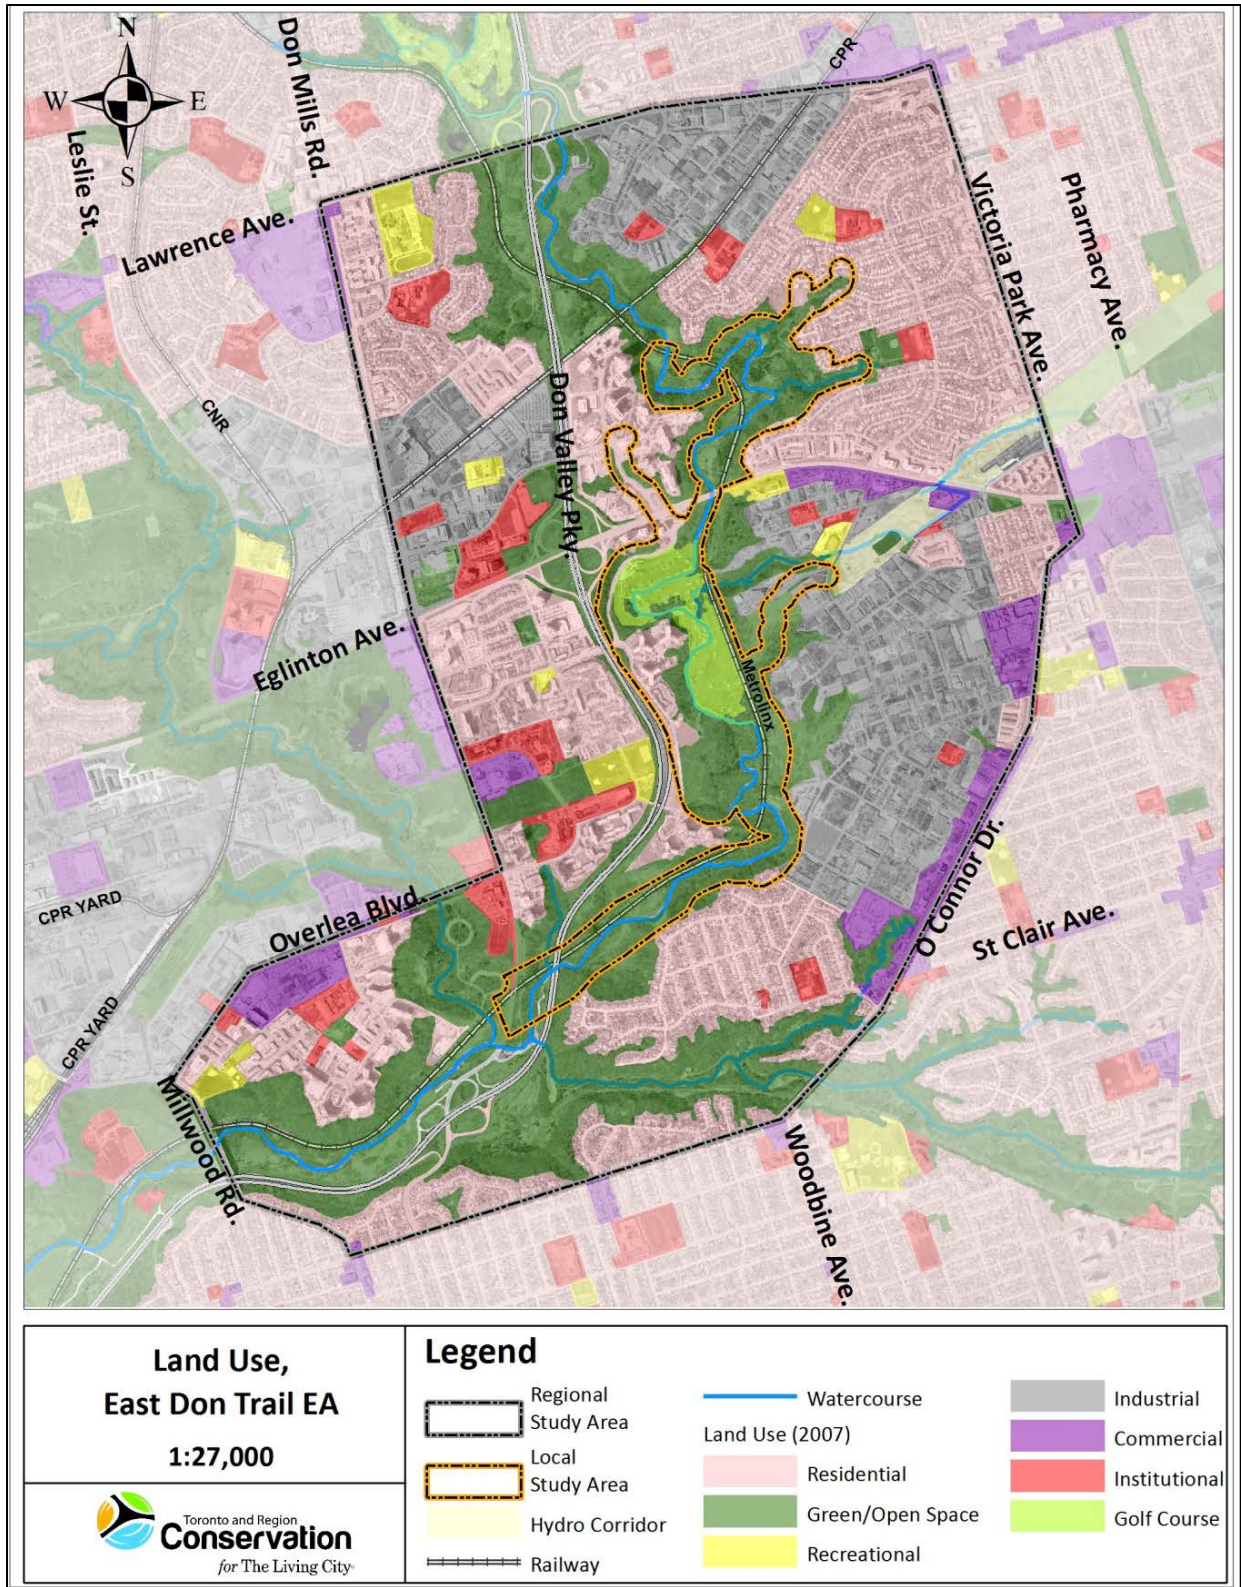 N
W
E
S
Don Mills Rd.
CPR
Leslie St.
Lawrence Ave.
Victoria Park Ave.
Pharmacy Ave.
CNR
Don Valley Pky.
Eglinton Ave.
Metrolinx
O Connor Dr.
St Clair Ave.
CPR YARD
Overlea Blvd.
CPR YARD
Millwood Rd.
Woodbine Ave.
Land Use,
East Don Trail EA
1:27,000
Toronto and Region
Conservation
for The Living City
Legend
Regional
Study Area
Local
Study Area
Hydro Corridor
Railway
Watercourse
Land Use (2007)
Residential
Green/Open Space
Recreational
Industrial
Commercial
Institutional
Golf Course